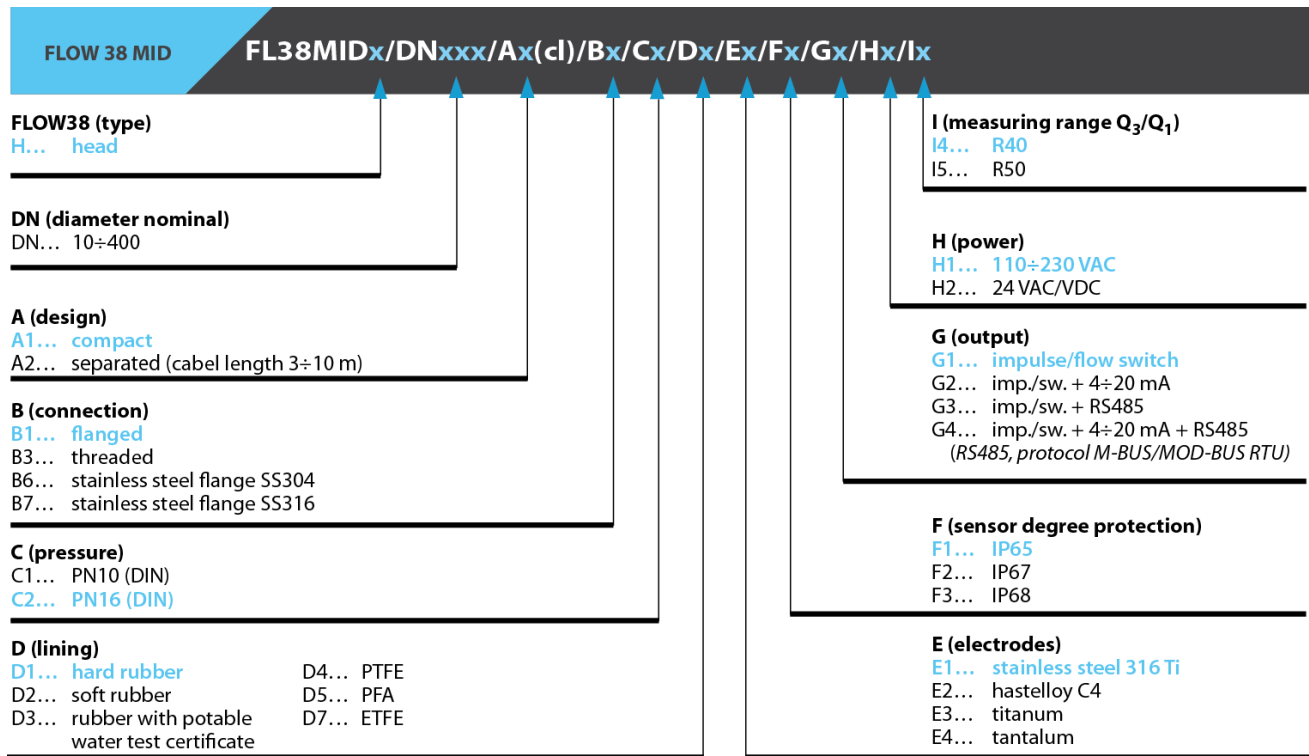 FLOW 38 MID
FL38MIDx/DNxxx/Ax(cl)/Bx/Cx/Dx/Ex/Fx/Gx/Hx/Ix
FLOW38 (type)
H... head
DN (diameter nominal)
DN... 10÷400
A (design)
A1... compact
A2... separated (cabel length 3÷10 m)
B (connection)
B1... flanged
B3... threaded
B6... stainless steel flange SS304
B7... stainless steel flange SS316
C (pressure)
C1... PN10 (DIN)
C2... PN16 (DIN)
D (lining)
D1... hard rubber
D2... soft rubber
D3... rubber with potable
water test certificate
D4... PTFE
D5... PFA
D7... ETFE
I (measuring range Q₃/Q₁)
I4... R40
I5... R50
H (power)
H1... 110÷230 VAC
H2... 24 VAC/VDC
G (output)
G1... impulse/flow switch
G2... imp./sw. + 4÷20 mA
G3... imp./sw. + RS485
G4... imp./sw. + 4÷20 mA + RS485
(RS485, protocol M-BUS/MOD-BUS RTU)
F (sensor degree protection)
F1... IP65
F2... IP67
F3... IP68
E (electrodes)
E1... stainless steel 316 Ti
E2... hastelloy C4
E3... titanum
E4... tantalum